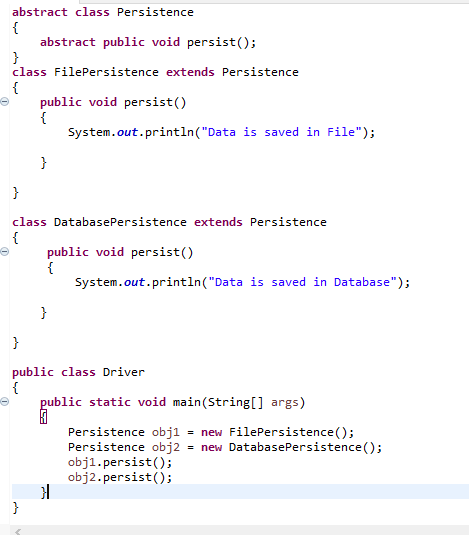 abstract class Persistence
{
    abstract public void persist();
}
class FilePersistence extends Persistence
{
    public void persist()
    {
        System.out.println("Data is saved in File");
    }
}
class DatabasePersistence extends Persistence
{
     public void persist()
     {
         System.out.println("Data is saved in Database");
    }
}
public class Driver
{
    public static void main(String[] args)
    {
        Persistence obj1 = new FilePersistence();
        Persistence obj2 = new DatabasePersistence();
        obj1.persist();
        obj2.persist();
    }
}